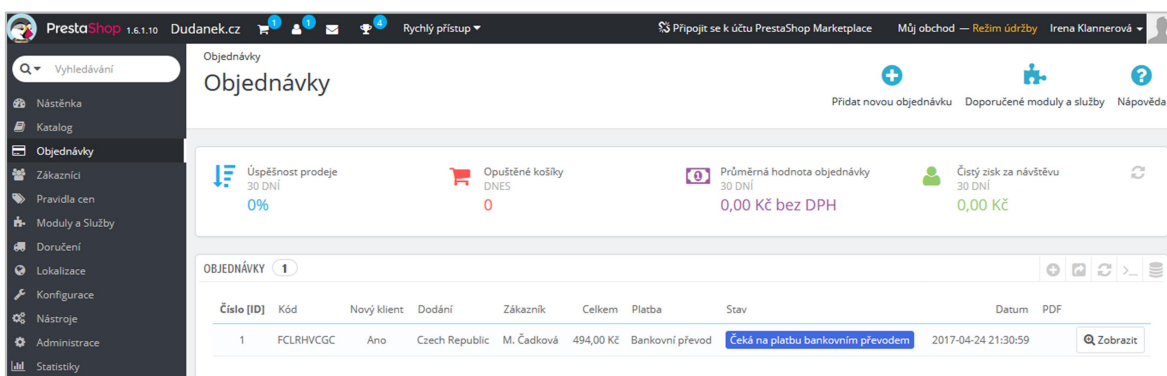 PrestaShop 1.6.1.10 Dudanek.cz 1 1 4 Rychlý přístup Připojit se k účtu PrestaShop Marketplace Můj obchod — Režim údržby Irena Klannerová
Vyhledávání
Nástěnka
Katalog
Objednávky
Zákazníci
Pravidla cen
Moduly a Služby
Doručení
Lokalizace
Konfigurace
Nástroje
Administrace
Statistiky
Objednávky
Objednávky
Přidat novou objednávku Doporučené moduly a služby Nápověda
Úspěšnost prodeje
30 DNÍ
0%
Opuštěné košíky
DNES
0
Průměrná hodnota objednávky
30 DNÍ
0,00 Kč bez DPH
Čistý zisk za návštěvu
30 DNÍ
0,00 Kč
OBJEDNÁVKY 1
Číslo [ID] Kód Nový klient Dodání Zákazník Celkem Platba Stav Datum PDF
1 FCLRHVCGC Ano Czech Republic M. Čadková 494,00 Kč Bankovní převod Čeká na platbu bankovním převodem 2017-04-24 21:30:59 Zobrazit